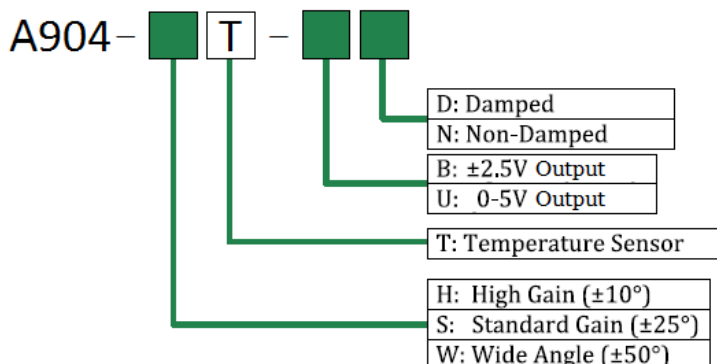 A904- T -
D: Damped
N: Non-Damped
B: ±2.5V Output
U: 0-5V Output
T: Temperature Sensor
H: High Gain (±10°)
S: Standard Gain (±25°)
W: Wide Angle (±50°)